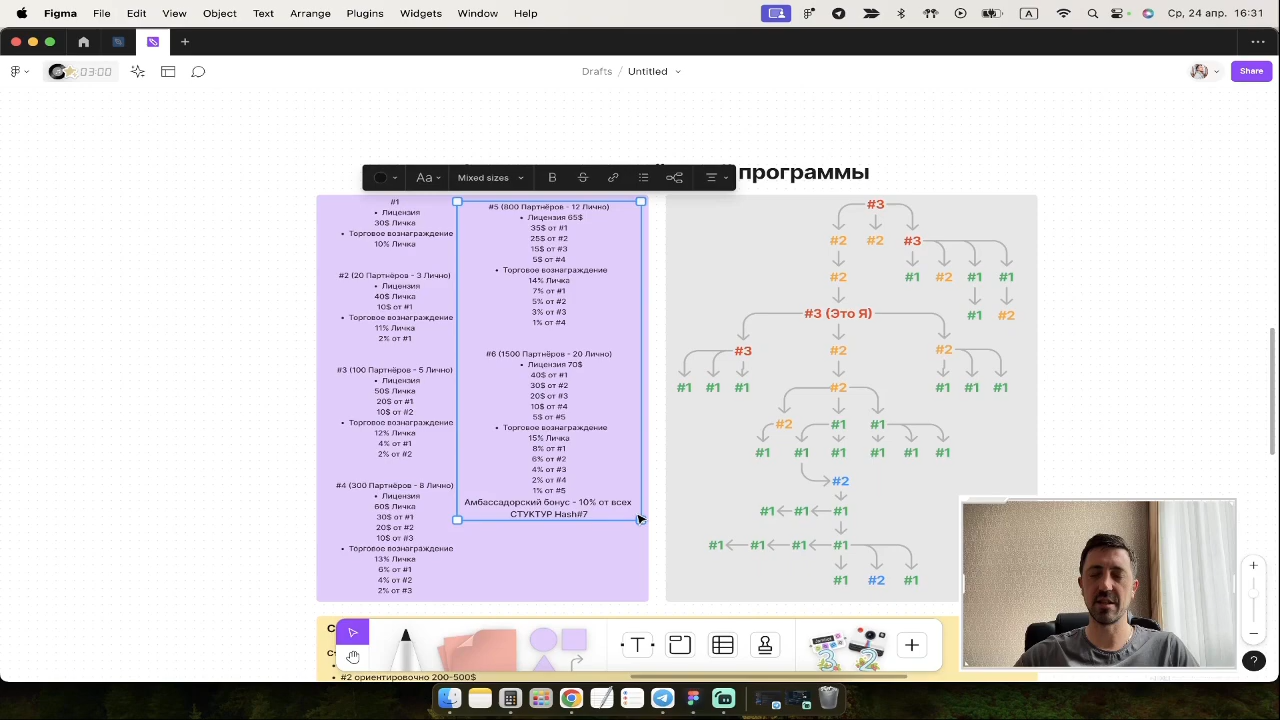 Figma File Edit View Object Text Arrange Plugins Widgets Window Help A Ср, 24 апр. 16:31
03:00 Drafts / Untitled Share
программы
Aa Mixed sizes B S
#1
• Лицензия
30$ Личка
• Торговое вознаграждение
10% Личка
#2 (20 Партнёров - 3 Лично)
• Лицензия
40$ Личка
10$ от #1
• Торговое вознаграждение
11% Личка
2% от #1
#3 (100 Партнёров - 5 Лично)
• Лицензия
50$ Личка
20$ от #1
10$ от #2
• Торговое вознаграждение
12% Личка
4% от #1
2% от #2
#4 (300 Партнёров - 8 Лично)
• Лицензия
60$ Личка
30$ от #1
20$ от #2
10$ от #3
• Торговое вознаграждение
13% Личка
6% от #1
4% от #2
2% от #3
#5 (800 Партнёров - 12 Лично)
• Лицензия 65$
35$ от #1
25$ от #2
15$ от #3
5$ от #4
• Торговое вознаграждение
14% Личка
7% от #1
5% от #2
3% от #3
1% от #4
#6 (1500 Партнёров - 20 Лично)
• Лицензия 70$
40$ от #1
30$ от #2
20$ от #3
10$ от #4
5$ от #5
• Торговое вознаграждение
15% Личка
8% от #1
6% от #2
4% от #3
2% от #4
1% от #5
Амбассадорский бонус - 10% от всех
СТУКТУР Hash#7
#3
#2 #2 #3
#2 #1 #2 #1 #1
#3 (Это Я) #1 #2
#3 #2 #2
#1 #1 #1 #2 #1 #1 #1
#2 #1 #1
#1 #1 #1 #1 #1 #1
#2
#1 #1 #1
#1 #1 #1 #1
#1 #2 #1
#2 ориентировочно 200-500$
T
3 2
?